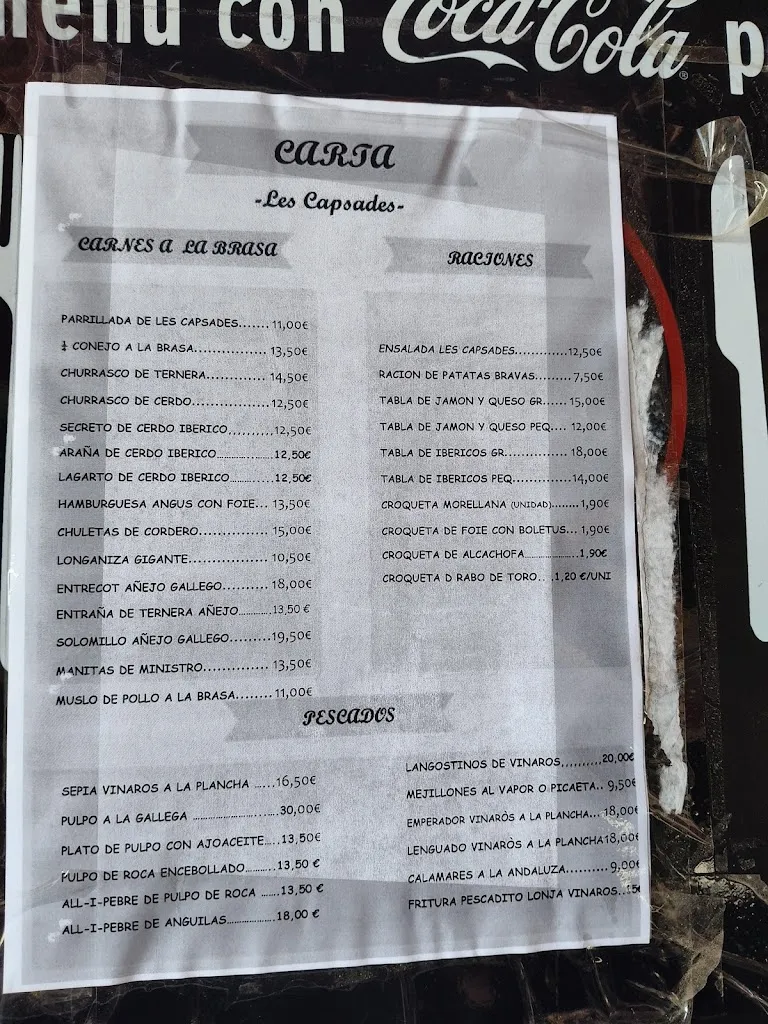 menú con Coca-Cola p
CARTA
-Les Capsades-
CARNES A LA BRASA
PARRILLADA DE LES CAPSADES....... 11,00€
½ CONEJO A LA BRASA................ 13,50€
CHURRASCO DE TERNERA............. 14,50€
CHURRASCO DE CERDO................. 12,50€
SECRETO DE CERDO IBERICO.......... 12,50€
ARAÑA DE CERDO IBERICO................ 12,50€
LAGARTO DE CERDO IBERICO............ 12,50€
HAMBURGUESA ANGUS CON FOIE... 13,50€
CHULETAS DE CORDERO............... 15,00€
LONGANIZA GIGANTE................. 10,50€
ENTRECOT AÑEJO GALLEGO.......... 18,00€
ENTRAÑA DE TERNERA AÑEJO............ 13,50 €
SOLOMILLO AÑEJO GALLEGO......... 19,50€
MANITAS DE MINISTRO.............. 13,50€
MUSLO DE POLLO A LA BRASA........ 11,00€
RACIONES
ENSALADA LES CAPSADES............. 12,50€
RACION DE PATATAS BRAVAS......... 7,50€
TABLA DE JAMON Y QUESO GR...... 15,00€
TABLA DE JAMON Y QUESO PEQ.... 12,00€
TABLA DE IBERICOS GR............... 18,00€
TABLA DE IBERICOS PEQ............... 14,00€
CROQUETA MORELLANA (UNIDAD)........ 1,90€
CROQUETA DE FOIE CON BOLETUS... 1,90€
CROQUETA DE ALCACHOFA..................... 1,90€
CROQUETA D RABO DE TORO....1,20 €/UNI
PESCADOS
SEPIA VINAROS A LA PLANCHA ......16,50€
PULPO A LA GALLEGA ........................ 30,00€
PLATO DE PULPO CON AJOACEITE.....13,50€
PULPO DE ROCA ENCEBOLLADO...........13,50 €
ALL-I-PEBRE DE PULPO DE ROCA .......13,50 €
ALL-I-PEBRE DE ANGUILAS...................18,00 €
LANGOSTINOS DE VINAROS..........20,00€
MEJILLONES AL VAPOR O PICAETA.. 9,50€
EMPERADOR VINARÒS A LA PLANCHA... 18,00€
LENGUADO VINARÒS A LA PLANCHA18,00€
CALAMARES A LA ANDALUZA.......... 9,00€
FRITURA PESCADITO LONJA VINAROS..15€